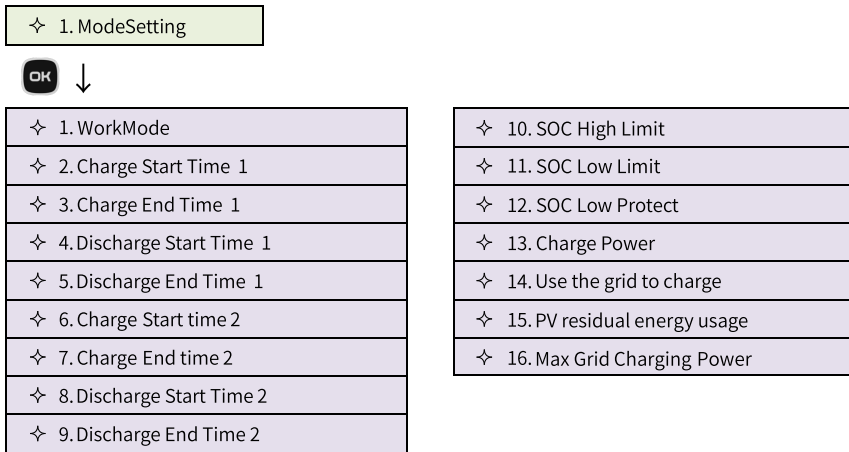 1. ModeSetting
OK
1. WorkMode
2. Charge Start Time 1
3. Charge End Time 1
4. Discharge Start Time 1
5. Discharge End Time 1
6. Charge Start time 2
7. Charge End time 2
8. Discharge Start Time 2
9. Discharge End Time 2
10. SOC High Limit
11. SOC Low Limit
12. SOC Low Protect
13. Charge Power
14. Use the grid to charge
15. PV residual energy usage
16. Max Grid Charging Power